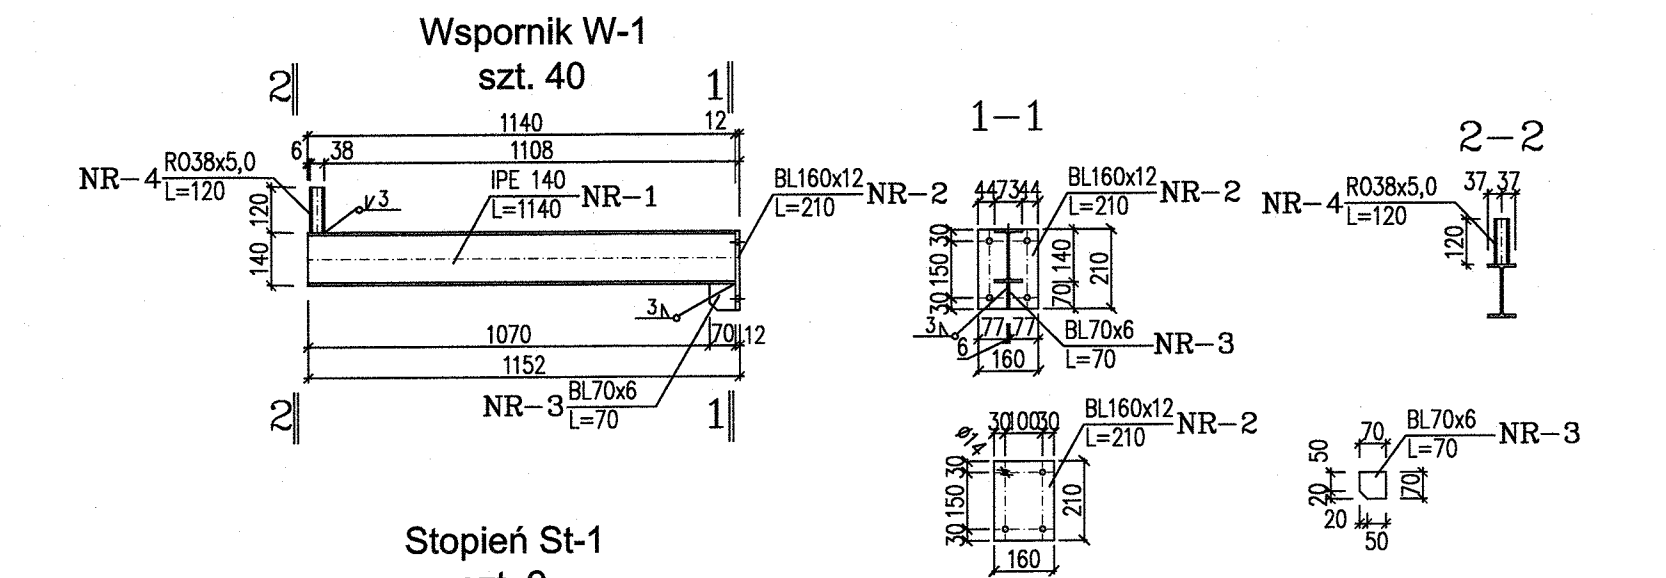 Wspornik W-1
szt. 40
2
1
1140
12
6
38
1108
NR-4
RO38x5,0
L=120
3
IPE 140
L=1140
NR-1
BL160x12
L=210
NR-2
120
140
3
1070
70
12
1152
NR-3
BL70x6
L=70
2
1
1-1
44
73
44
BL160x12
L=210
NR-2
30
150
30
140
70
210
3
6
77
77
160
BL70x6
L=70
NR-3
2-2
37
37
NR-4
RO38x5,0
L=120
120
30
100
30
ø14
BL160x12
L=210
NR-2
30
150
30
210
160
70
BL70x6
L=70
NR-3
50
20
70
20
50
Stopień St-1